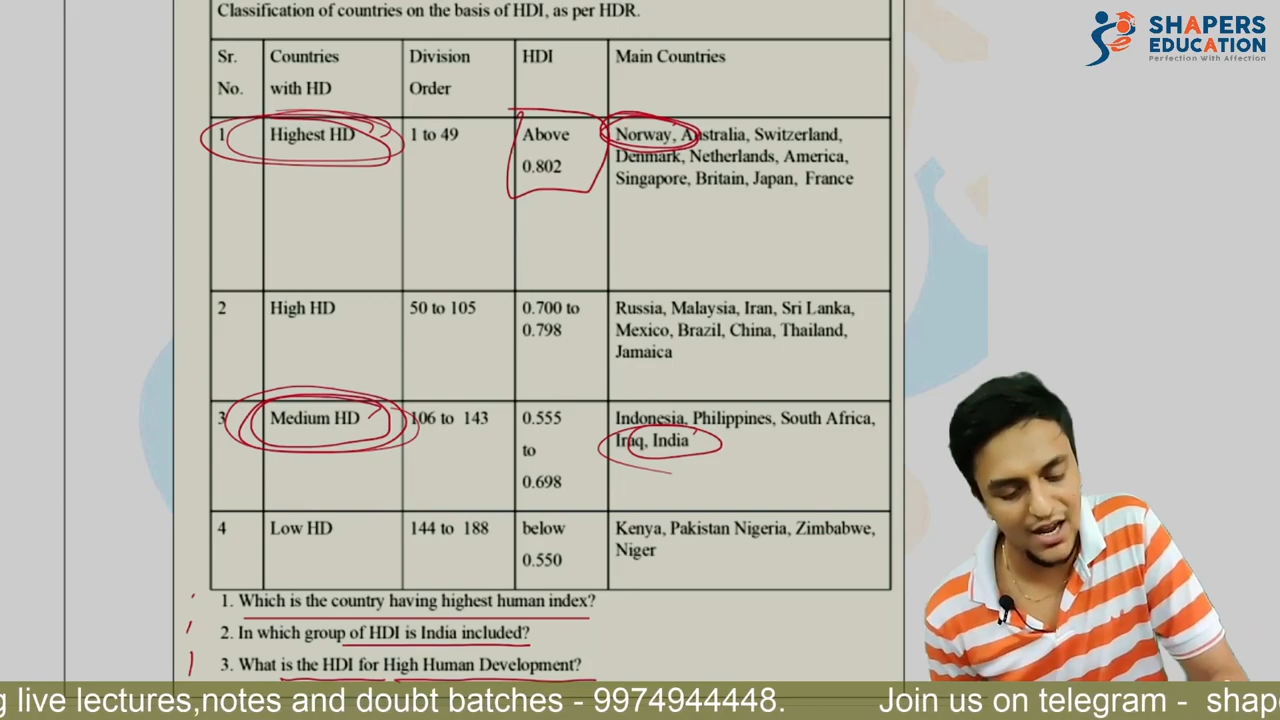 Classification of countries on the basis of HDI, as per HDR.
SHAPERS
EDUCATION
Perfection With Affection
Sr. No.
Countries with HD
Division Order
HDI
Main Countries
1
Highest HD
1 to 49
Above
0.802
Norway, Australia, Switzerland,
Denmark, Netherlands, America,
Singapore, Britain, Japan, France
2
High HD
50 to 105
0.700 to
0.798
Russia, Malaysia, Iran, Sri Lanka,
Mexico, Brazil, China, Thailand,
Jamaica
3
Medium HD
106 to 143
0.555
to
0.698
Indonesia, Philippines, South Africa,
Iraq, India
4
Low HD
144 to 188
below
0.550
Kenya, Pakistan Nigeria, Zimbabwe,
Niger
1. Which is the country having highest human index?
2. In which group of HDI is India included?
3. What is the HDI for High Human Development?
g live lectures,notes and doubt batches - 9974944448. Join us on telegram - shap